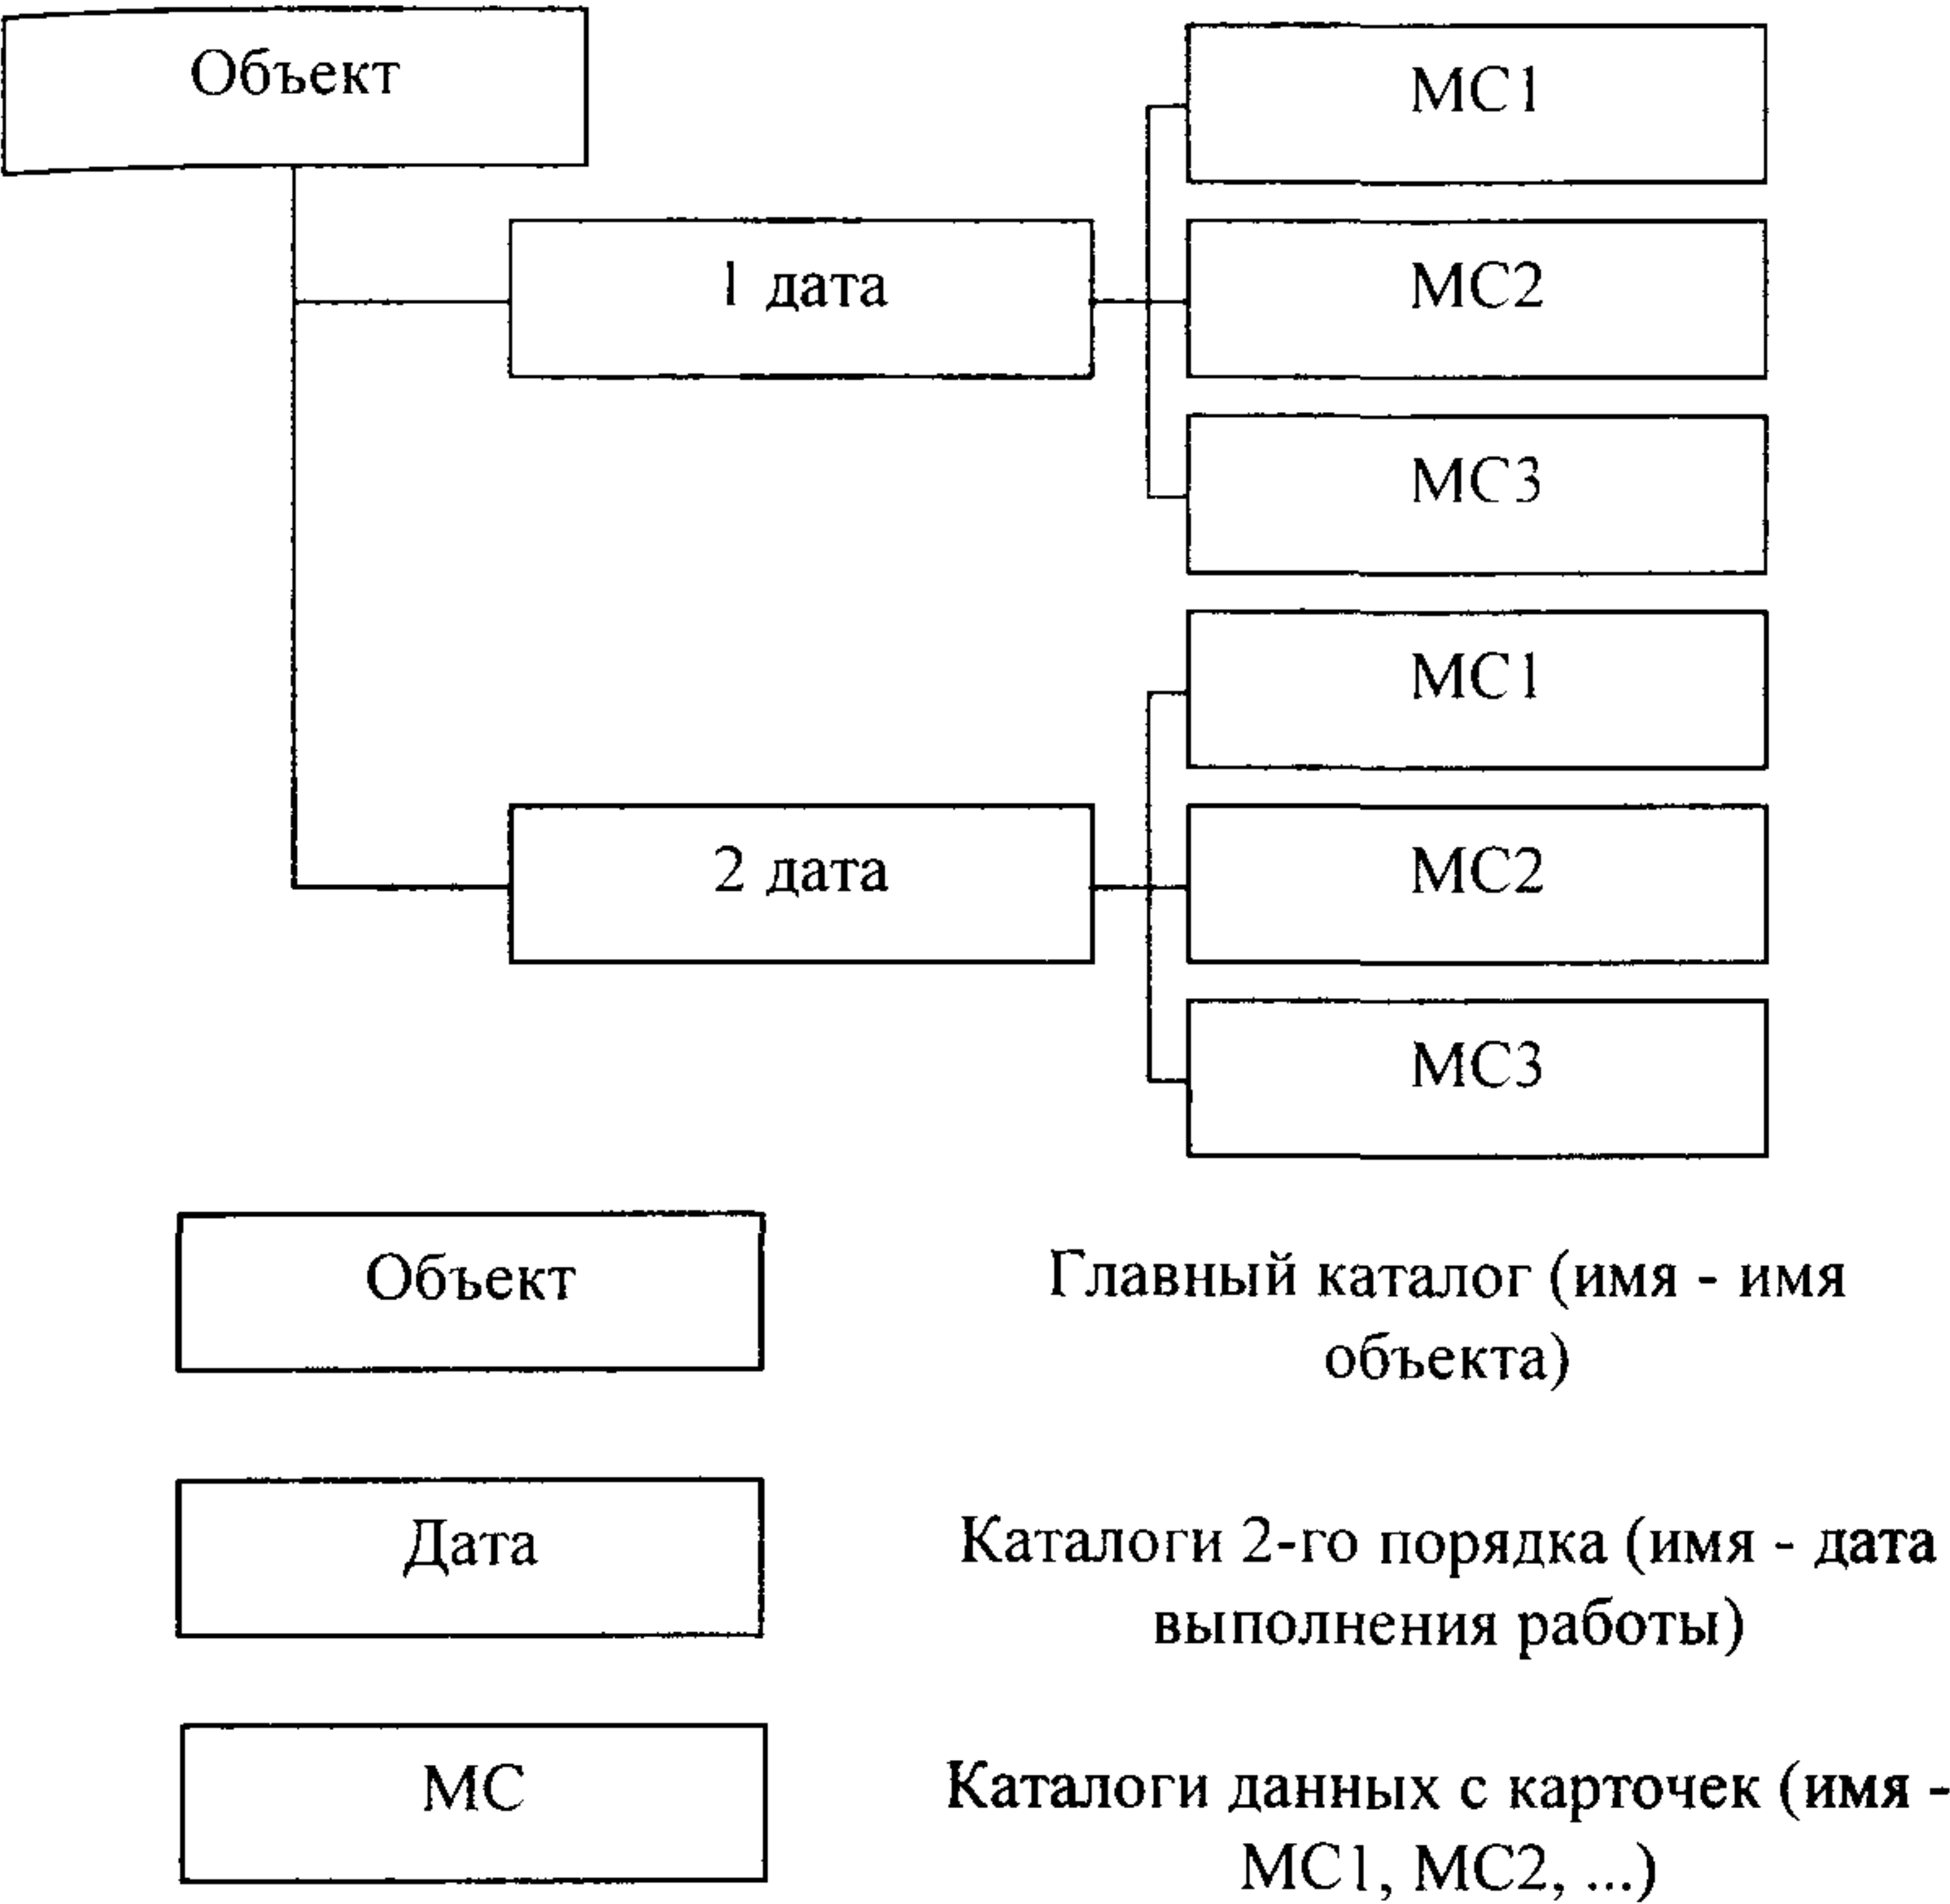 Объект
МС1
1 дата
МС2
МС3
МС1
2 дата
МС2
МС3
Объект
Главный каталог (имя - имя
объекта)
Дата
Каталоги 2-го порядка (имя - дата
выполнения работы)
МС
Каталоги данных с карточек (имя -
МС1, МС2, ...)